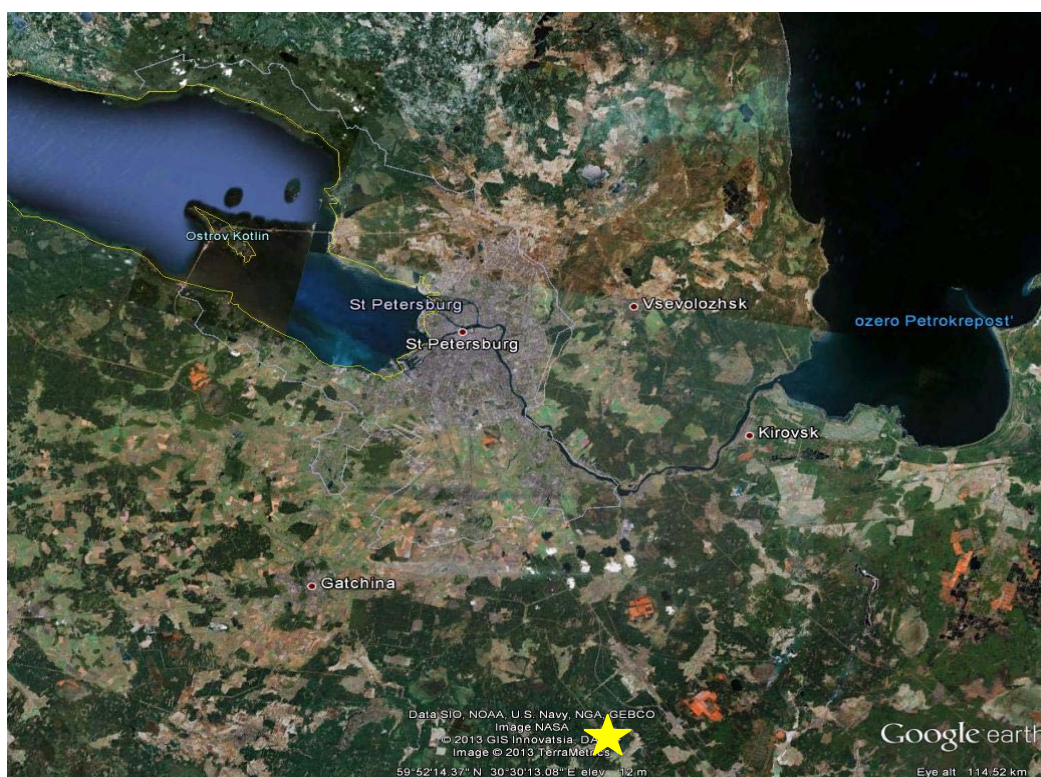 Ostrov Kotlin
St Petersburg
Vsevolozhsk
ozero Petrokrepost'
St Petersburg
Kirovsk
Gatchina
Data SIO, NOAA, U.S. Navy, NGA, GEBCO
Image NASA
© 2013 GIS Innovatsia
Image © 2013 TerraMetrics
Google earth
59°52'14.37" N 30°30'13.08" E elev 12 m
Eye alt 114.52 km